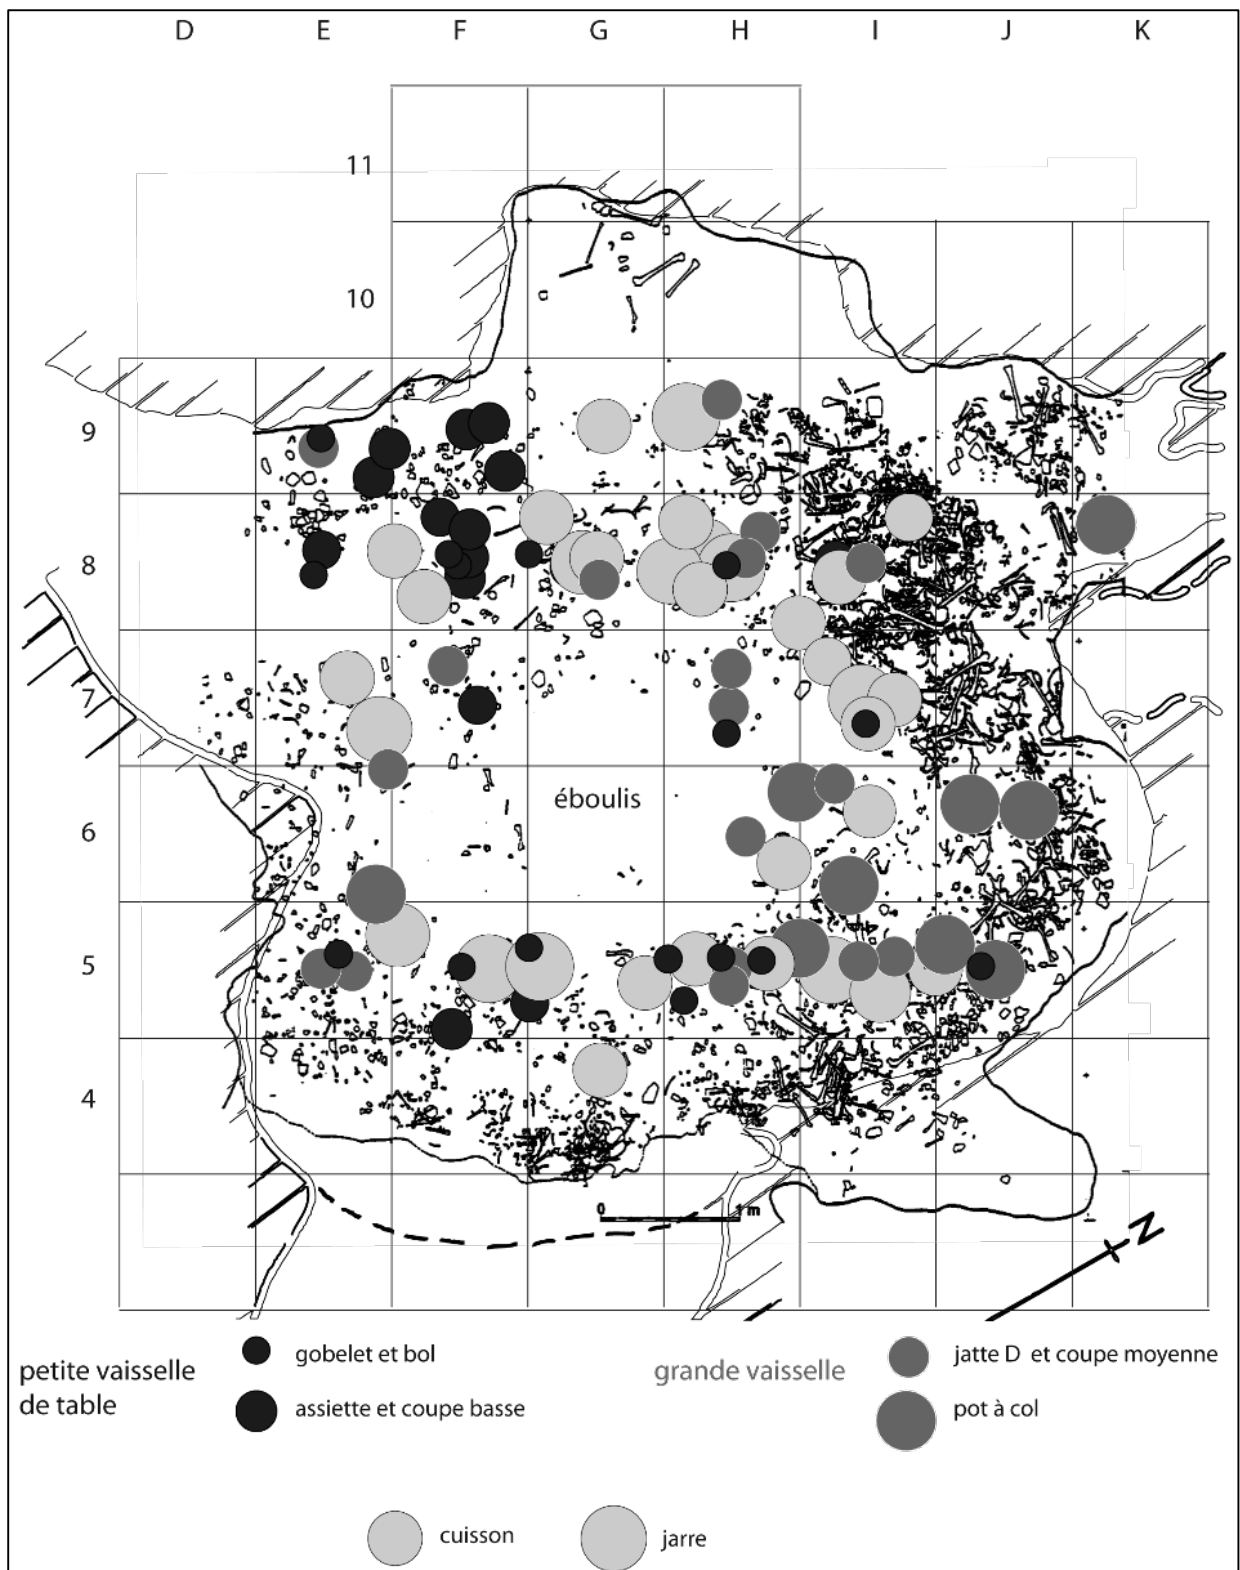 D E F G H I J K
11
10
9
8
7
6
éboulis
5
4
0 1 m
N
petite vaisselle
de table
gobelet et bol
assiette et coupe basse
grande vaisselle
jatte D et coupe moyenne
pot à col
cuisson
jarre